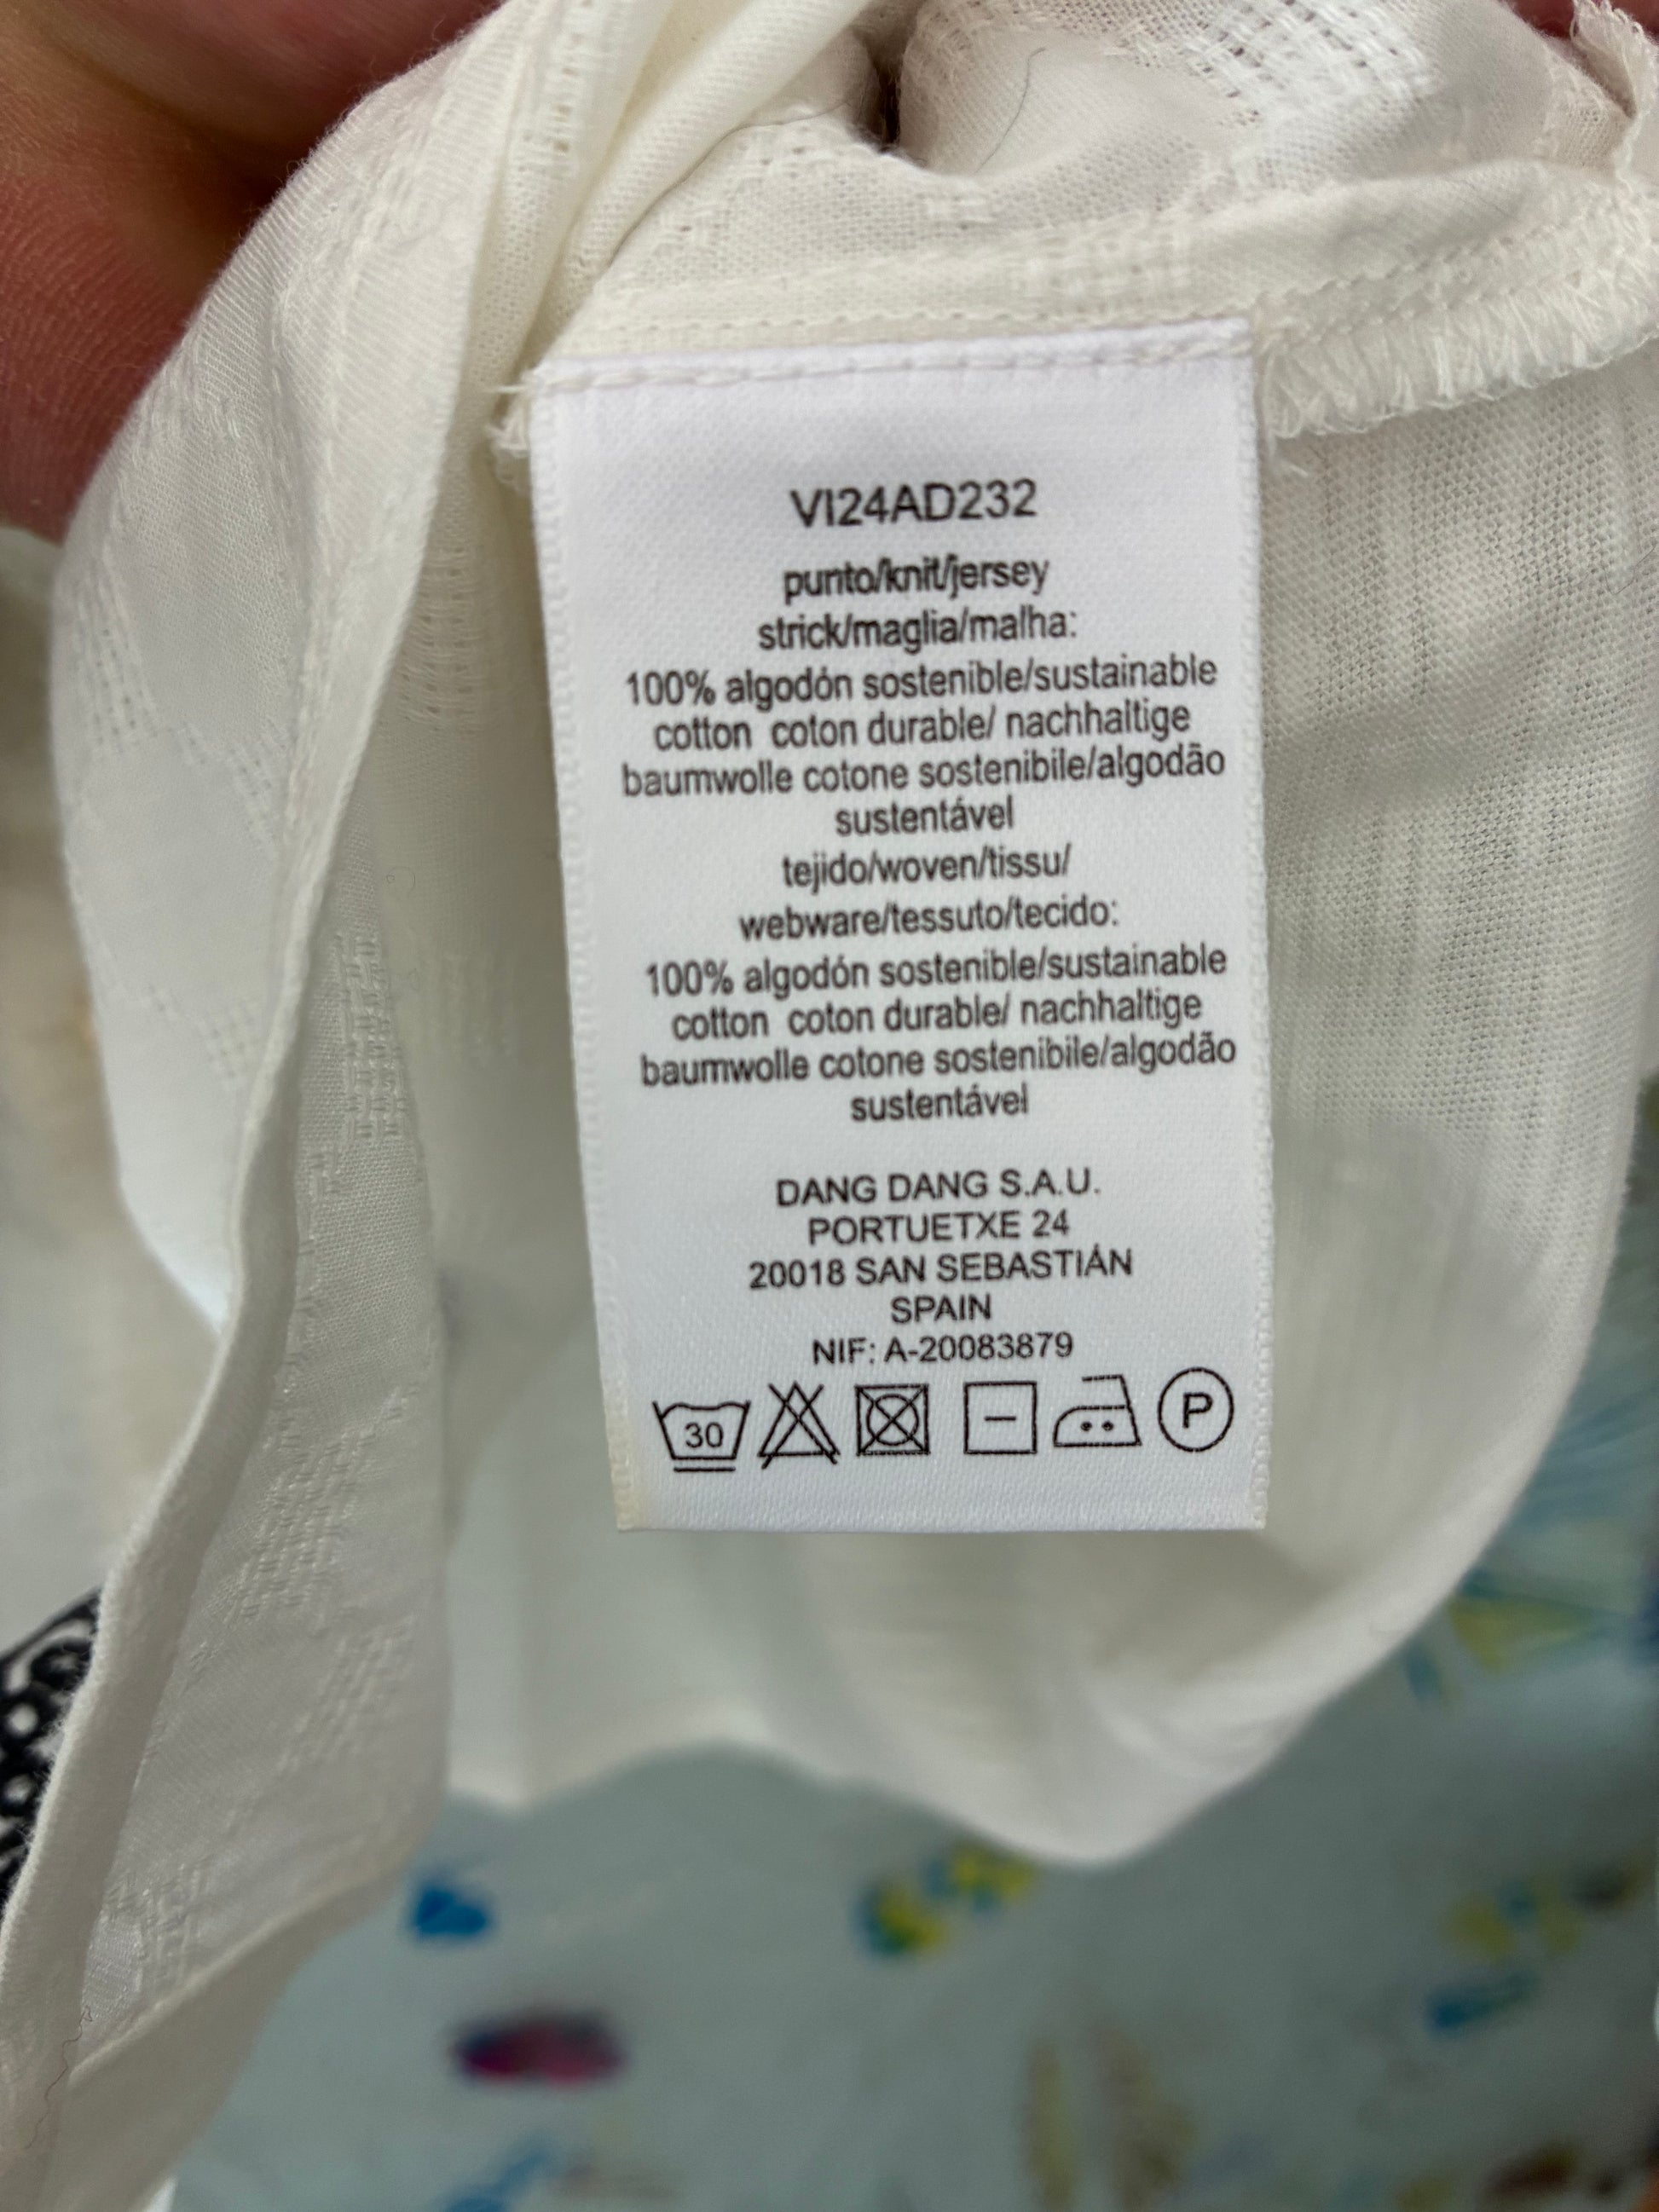 VI24AD232
punto/knit/jersey
strick/maglia/malha:
100% algodón sostenible/sustainable
cotton coton durable/ nachhaltige
baumwolle cotone sostenibile/algodão
sustentável
tejido/woven/tissu/
webware/tessuto/tecido:
100% algodón sostenible/sustainable
cotton coton durable/ nachhaltige
baumwolle cotone sostenibile/algodão
sustentável
DANG DANG S.A.U.
PORTUETXE 24
20018 SAN SEBASTIÁN
SPAIN
NIF: A-20083879
30 P